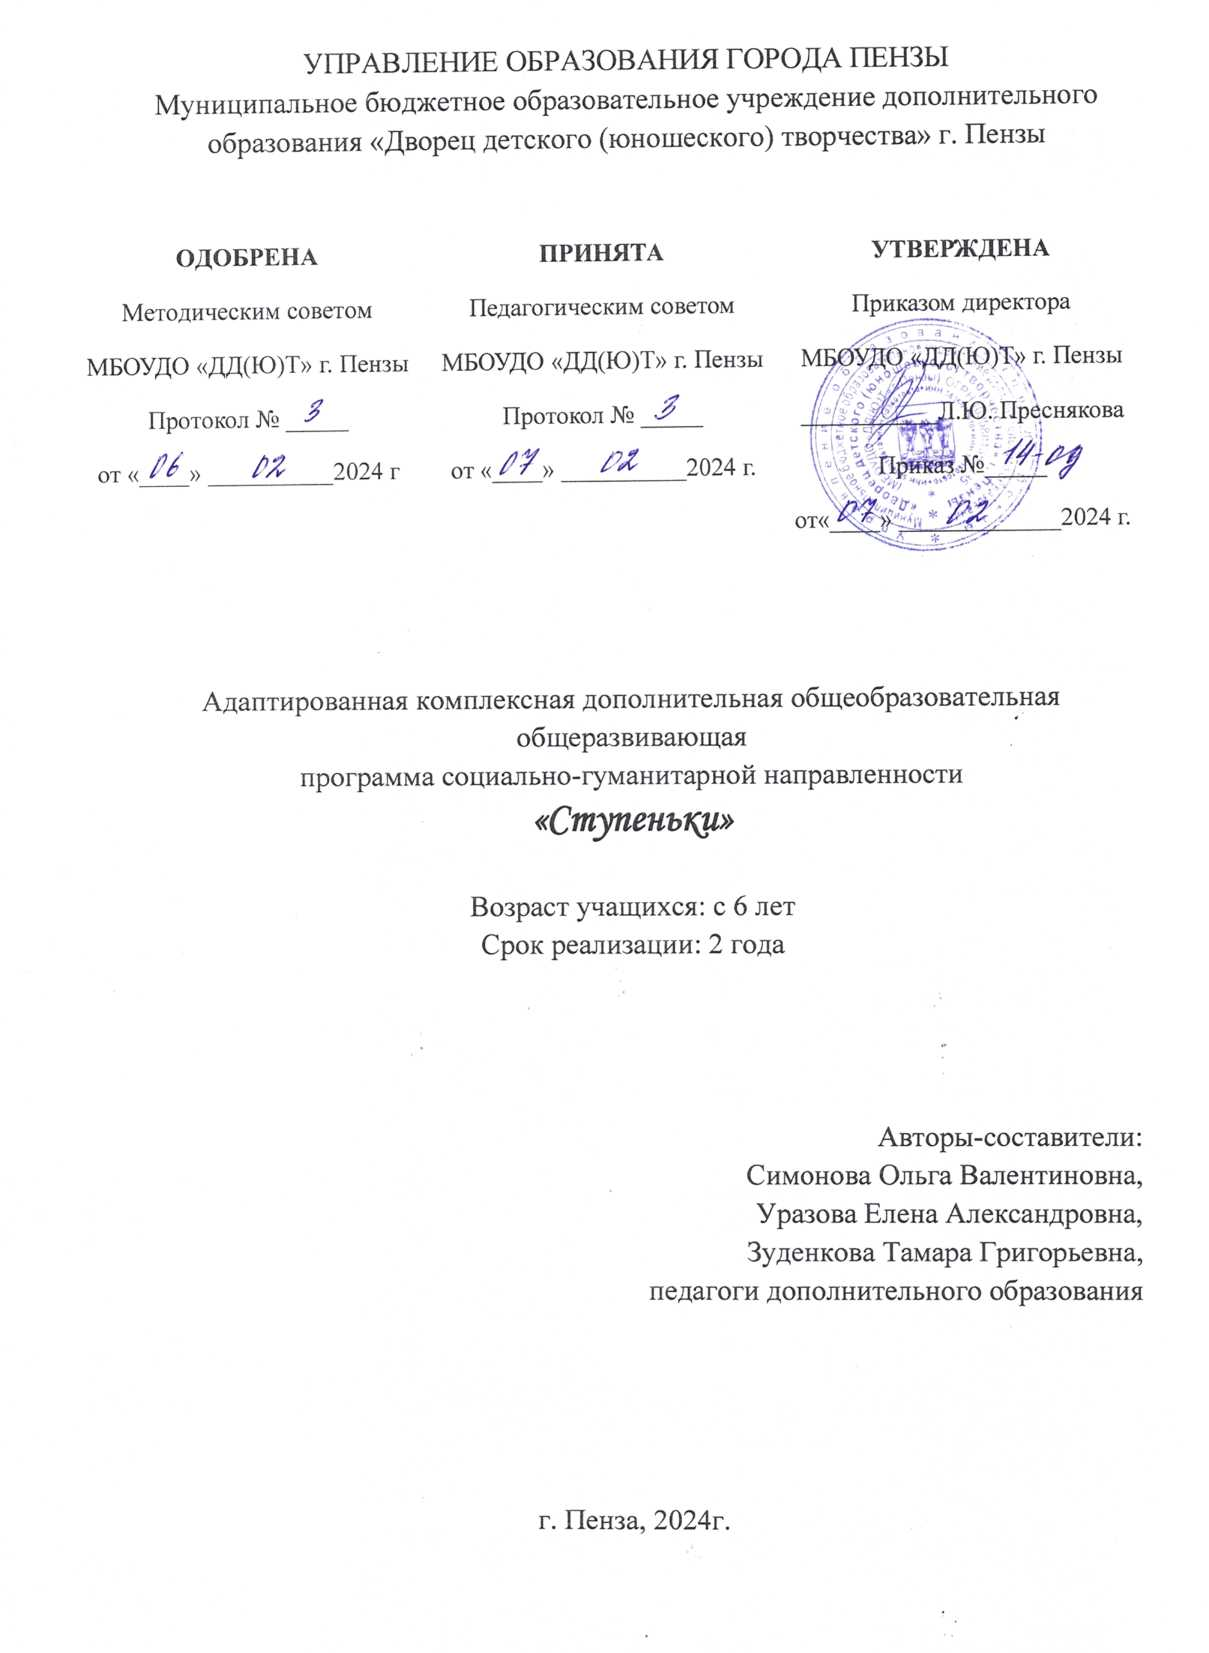 УПРАВЛЕНИЕ ОБРАЗОВАНИЯ ГОРОДА ПЕНЗЫ
Муниципальное бюджетное образовательное учреждение дополнительного
образования «Дворец детского (юношеского) творчества» г. Пензы
ОДОБРЕНА
Методическим советом
МБОУДО «ДД(Ю)Т» г. Пензы
Протокол № 3
от «06» 02 2024 г
ПРИНЯТА
Педагогическим советом
МБОУДО «ДД(Ю)Т» г. Пензы
Протокол № 3
от «07» 02 2024 г.
УТВЕРЖДЕНА
Приказом директора
МБОУДО «ДД(Ю)Т» г. Пензы
Л.Ю. Преснякова
Приказ № 14-од
от«07» 02 2024 г.
Адаптированная комплексная дополнительная общеобразовательная
общеразвивающая
программа социально-гуманитарной направленности
«Ступеньки»
Возраст учащихся: с 6 лет
Срок реализации: 2 года
Авторы-составители:
Симонова Ольга Валентиновна,
Уразова Елена Александровна,
Зуденкова Тамара Григорьевна,
педагоги дополнительного образования
г. Пенза, 2024г.